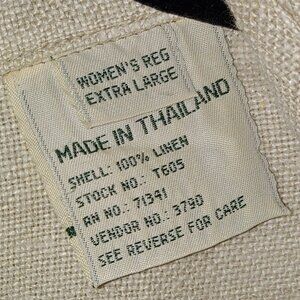 WOMEN'S REG
EXTRA LARGE
MADE IN THAILAND
SHELL: 100% LINEN
STOCK NO.: T605
RN NO.: 71341
VENDOR NO.: 3790
SEE REVERSE FOR CARE